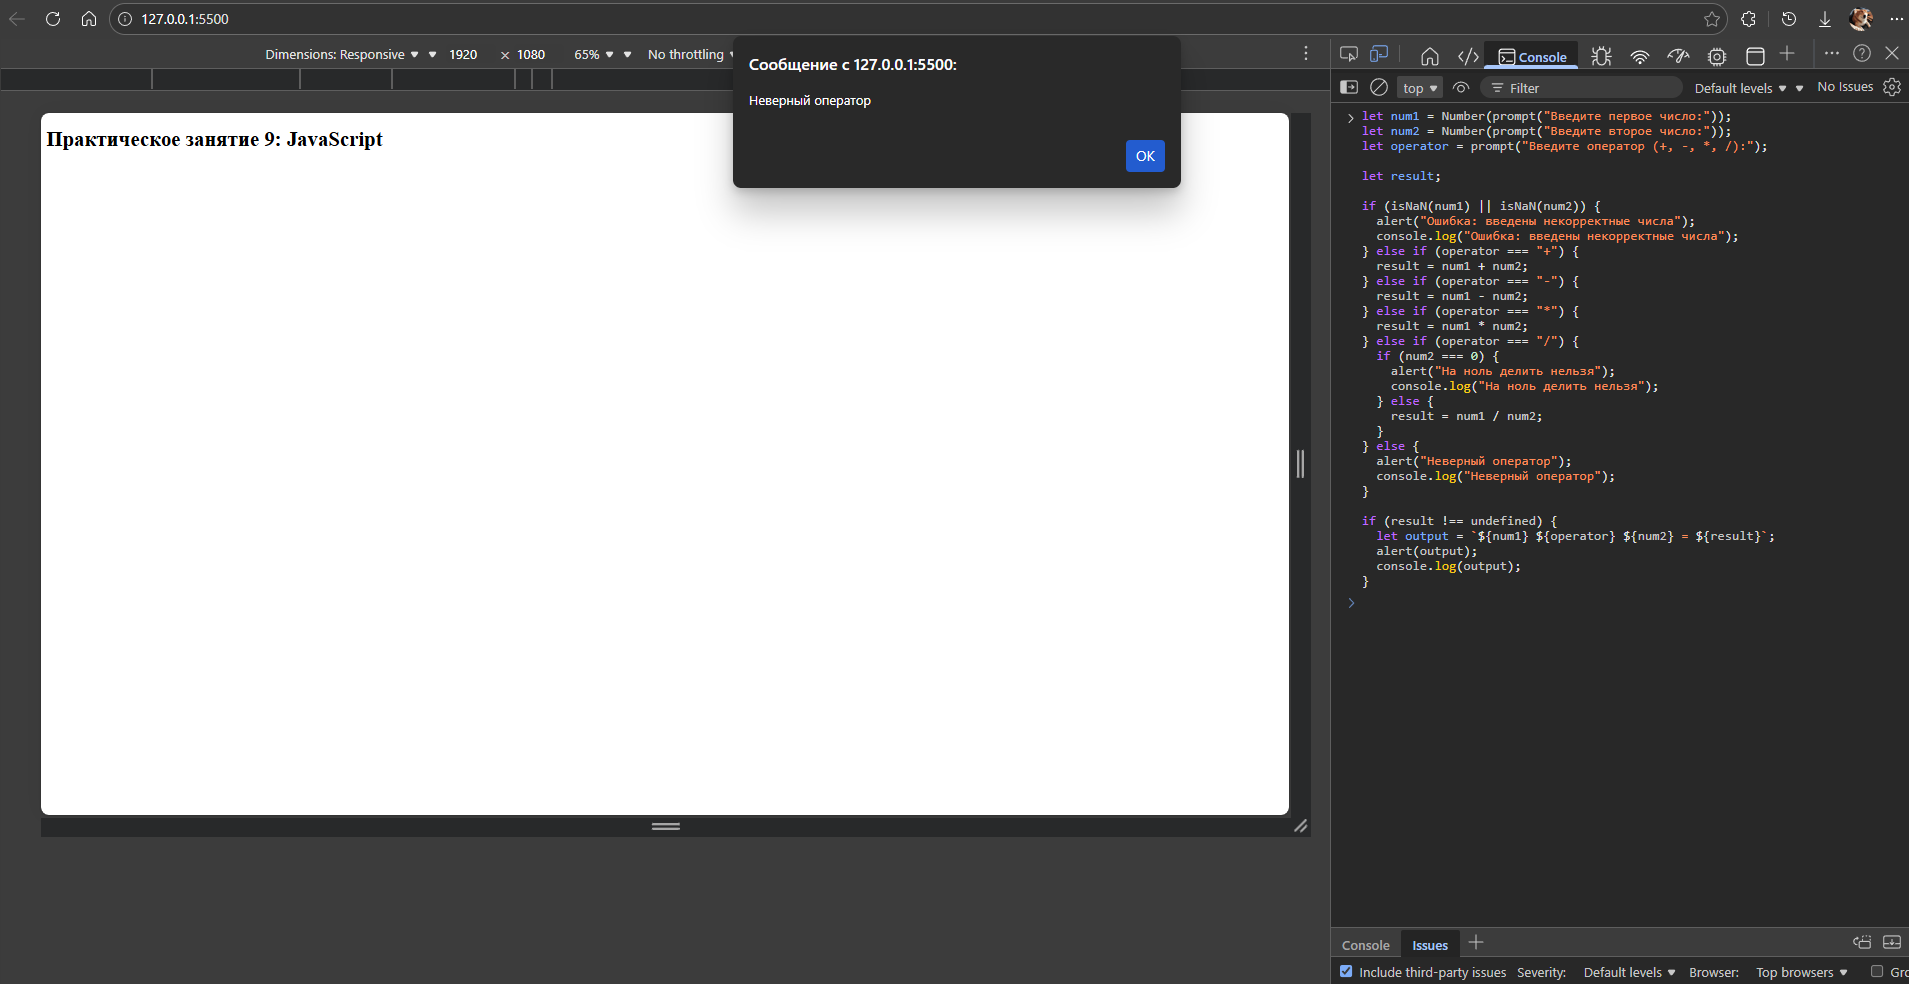 127.0.0.1:5500
Dimensions: Responsive 1920 × 1080 65% No throttling
Сообщение с 127.0.0.1:5500:
Неверный оператор
OK
Практическое занятие 9: JavaScript
Console
top Filter Default levels No Issues
let num1 = Number(prompt("Введите первое число:"));
let num2 = Number(prompt("Введите второе число:"));
let operator = prompt("Введите оператор (+, -, *, /):");
let result;
if (isNaN(num1) || isNaN(num2)) {
  alert("Ошибка: введены некорректные числа");
  console.log("Ошибка: введены некорректные числа");
} else if (operator === "+") {
  result = num1 + num2;
} else if (operator === "-") {
  result = num1 - num2;
} else if (operator === "*") {
  result = num1 * num2;
} else if (operator === "/") {
  if (num2 === 0) {
    alert("На ноль делить нельзя");
    console.log("На ноль делить нельзя");
  } else {
    result = num1 / num2;
  }
} else {
  alert("Неверный оператор");
  console.log("Неверный оператор");
}
if (result !== undefined) {
  let output = `${num1} ${operator} ${num2} = ${result}`;
  alert(output);
  console.log(output);
}
Console Issues
Include third-party issues Severity: Default levels Browser: Top browsers Gro